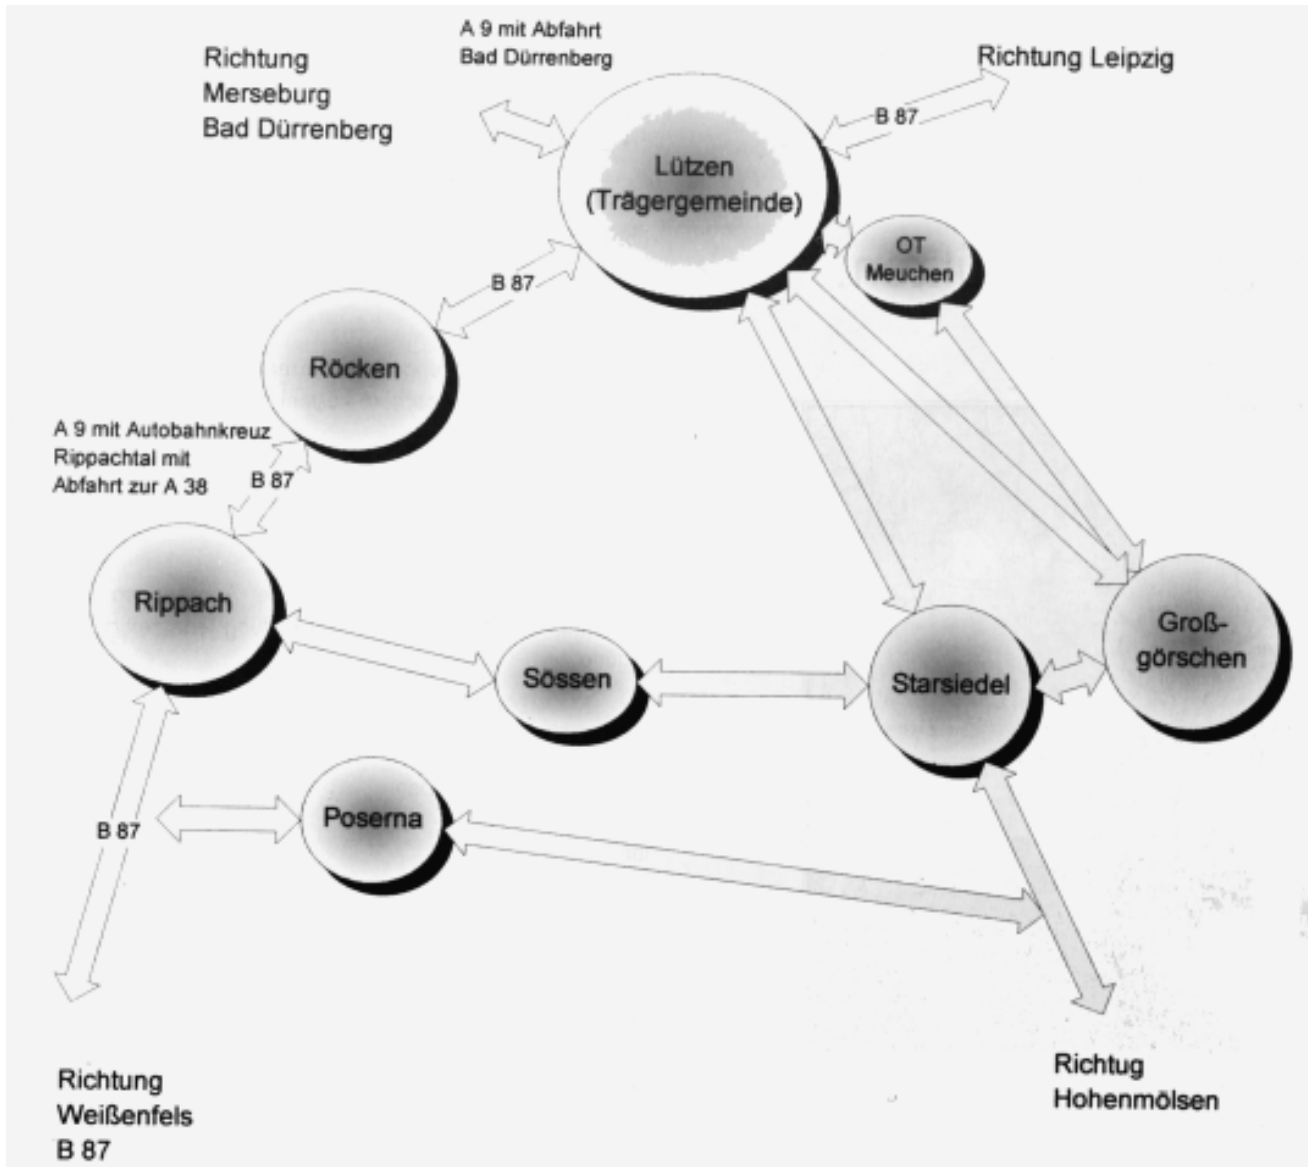 A 9 mit Abfahrt
Bad Dürrenberg
Richtung
Merseburg
Bad Dürrenberg
Richtung Leipzig
B 87
Lützen
(Trägergemeinde)
OT
Meuchen
B 87
Röcken
A 9 mit Autobahnkreuz
Rippachtal mit
Abfahrt zur A 38
B 87
Rippach
Sössen
Starsiedel
Groß-
görschen
Poserna
B 87
Richtung
Weißenfels
B 87
Richtug
Hohenmölsen